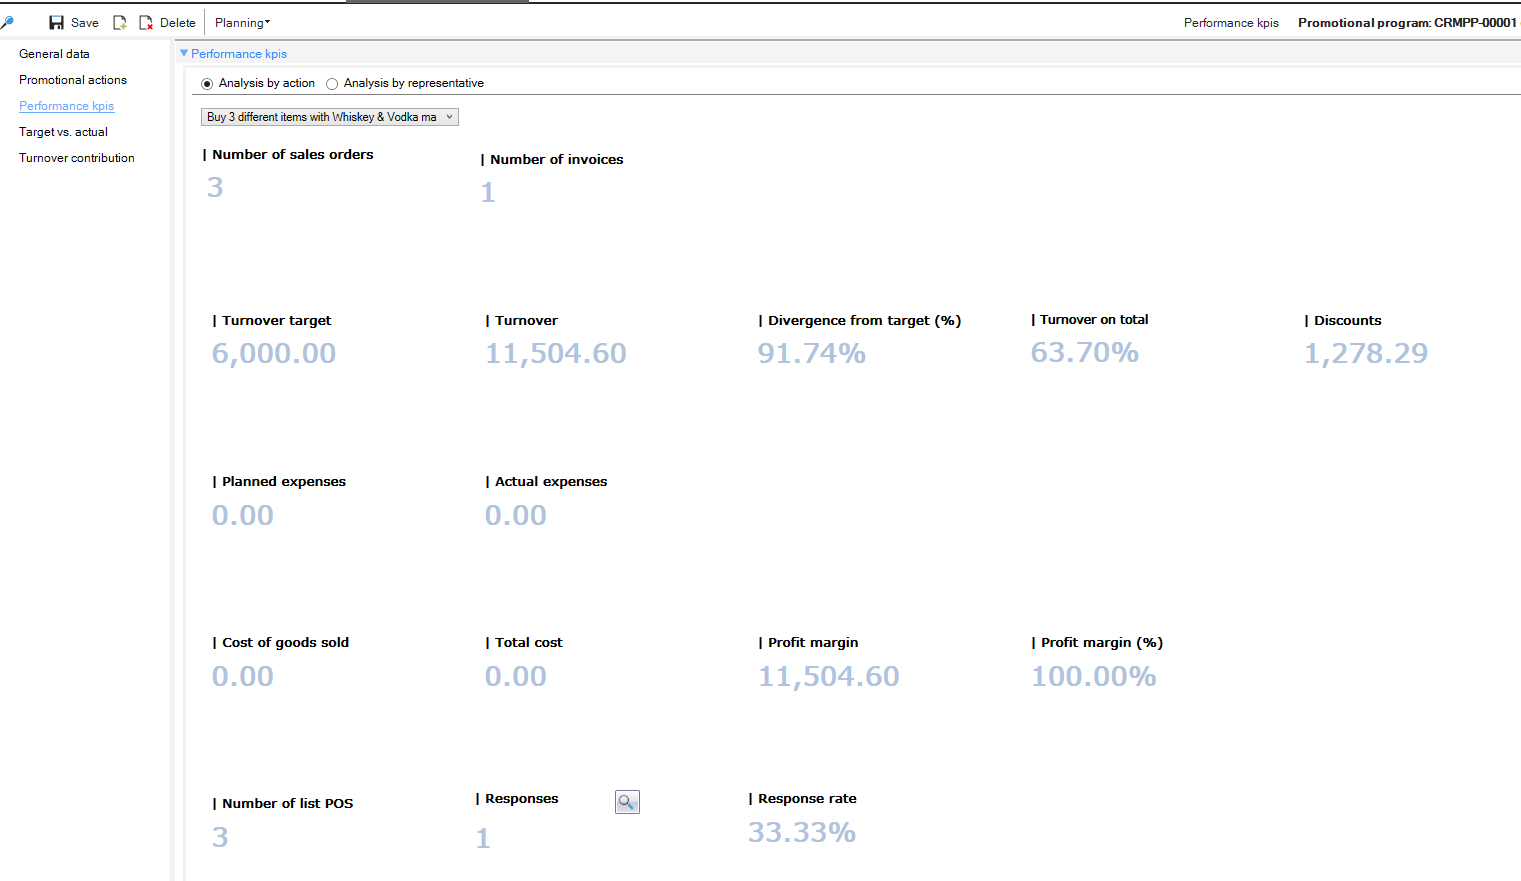 Save Delete Planning Performance kpis Promotional program: CRMPP-00001
General data
Promotional actions
Performance kpis
Target vs. actual
Turnover contribution
Performance kpis
Analysis by action Analysis by representative
Buy 3 different items with Whiskey & Vodka ma
| Number of sales orders | Number of invoices
3 1
| Turnover target | Turnover | Divergence from target (%) | Turnover on total | Discounts
6,000.00 11,504.60 91.74% 63.70% 1,278.29
| Planned expenses | Actual expenses
0.00 0.00
| Cost of goods sold | Total cost | Profit margin | Profit margin (%)
0.00 0.00 11,504.60 100.00%
| Number of list POS | Responses | Response rate
3 1 33.33%